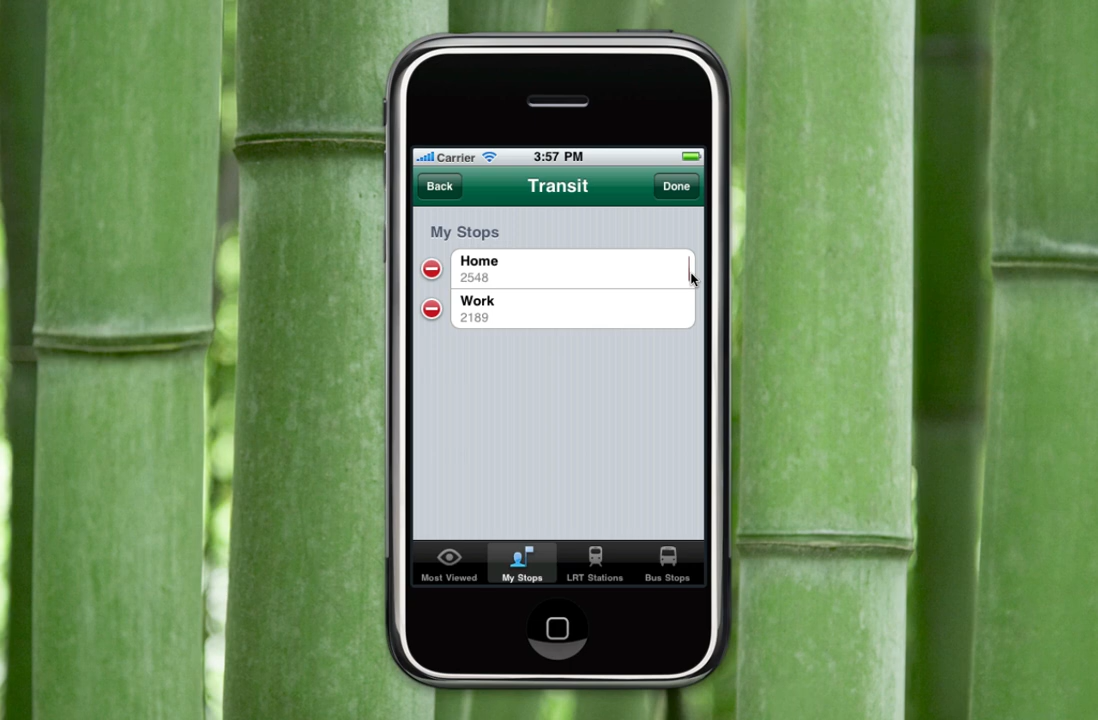 Carrier 3:57 PM
Back Transit Done
My Stops
Home
2548
Work
2189
Most Viewed My Stops LRT Stations Bus Stops